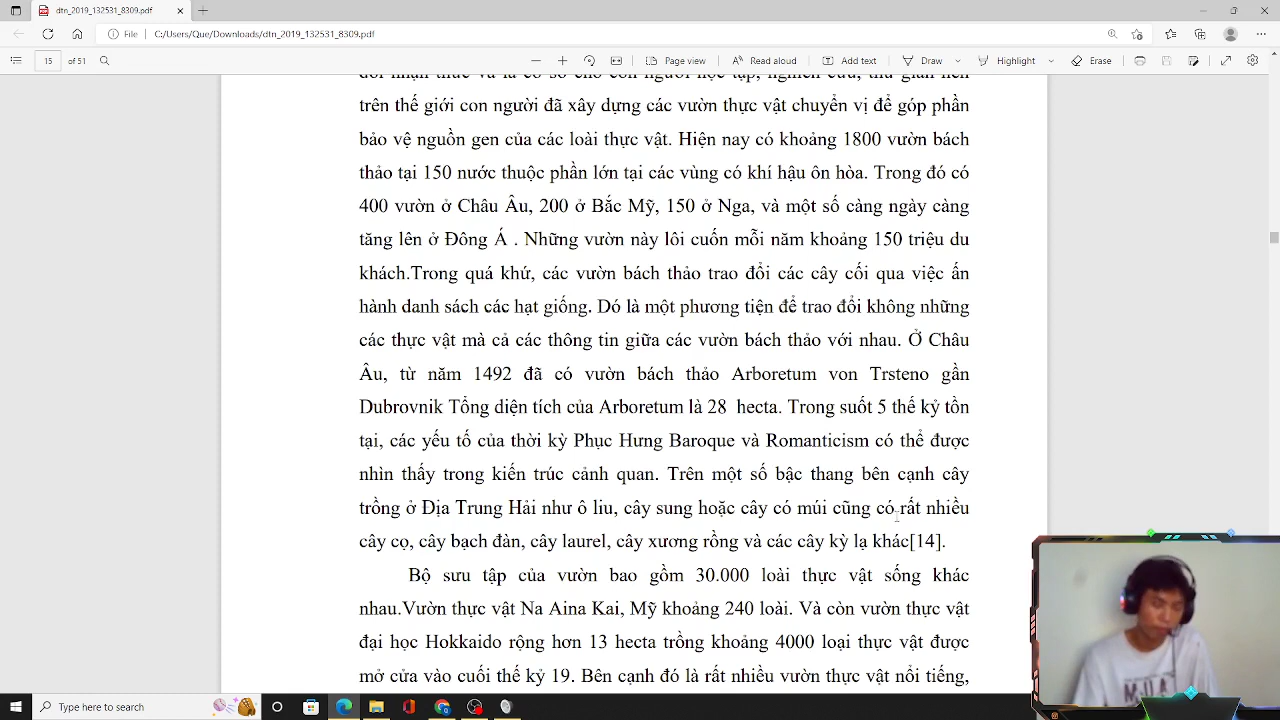 dtn_2019_132531_8309.pdf
File
C:/Users/Que/Downloads/dtn_2019_132531_8309.pdf
15 of 51
Page view
Read aloud
Add text
Draw
Highlight
Erase
trên thế giới con người đã xây dựng các vườn thực vật chuyển vị để góp phần
bảo vệ nguồn gen của các loài thực vật. Hiện nay có khoảng 1800 vườn bách
thảo tại 150 nước thuộc phần lớn tại các vùng có khí hậu ôn hòa. Trong đó có
400 vườn ở Châu Âu, 200 ở Bắc Mỹ, 150 ở Nga, và một số càng ngày càng
tăng lên ở Đông Á . Những vườn này lôi cuốn mỗi năm khoảng 150 triệu du
khách.Trong quá khứ, các vườn bách thảo trao đổi các cây cối qua việc ấn
hành danh sách các hạt giống. Dó là một phương tiện để trao đổi không những
các thực vật mà cả các thông tin giữa các vườn bách thảo với nhau. Ở Châu
Âu, từ năm 1492 đã có vườn bách thảo Arboretum von Trsteno gần
Dubrovnik Tổng diện tích của Arboretum là 28 hecta. Trong suốt 5 thế kỷ tồn
tại, các yếu tố của thời kỳ Phục Hưng Baroque và Romanticism có thể được
nhìn thấy trong kiến trúc cảnh quan. Trên một số bậc thang bên cạnh cây
trồng ở Địa Trung Hải như ô liu, cây sung hoặc cây có múi cũng có rất nhiều
cây cọ, cây bạch đàn, cây laurel, cây xương rồng và các cây kỳ lạ khác[14].
Bộ sưu tập của vườn bao gồm 30.000 loài thực vật sống khác
nhau.Vườn thực vật Na Aina Kai, Mỹ khoảng 240 loài. Và còn vườn thực vật
đại học Hokkaido rộng hơn 13 hecta trồng khoảng 4000 loại thực vật được
mở cửa vào cuối thế kỷ 19. Bên cạnh đó là rất nhiều vườn thực vật nổi tiếng,
Type here to search